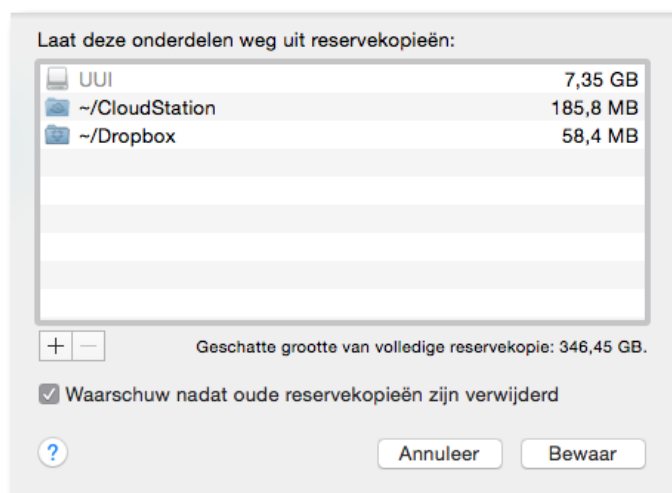 Laat deze onderdelen weg uit reservekopieën:
UUI 7,35 GB
~/CloudStation 185,8 MB
~/Dropbox 58,4 MB
+ − Geschatte grootte van volledige reservekopie: 346,45 GB.
Waarschuw nadat oude reservekopieën zijn verwijderd
? Annuleer Bewaar